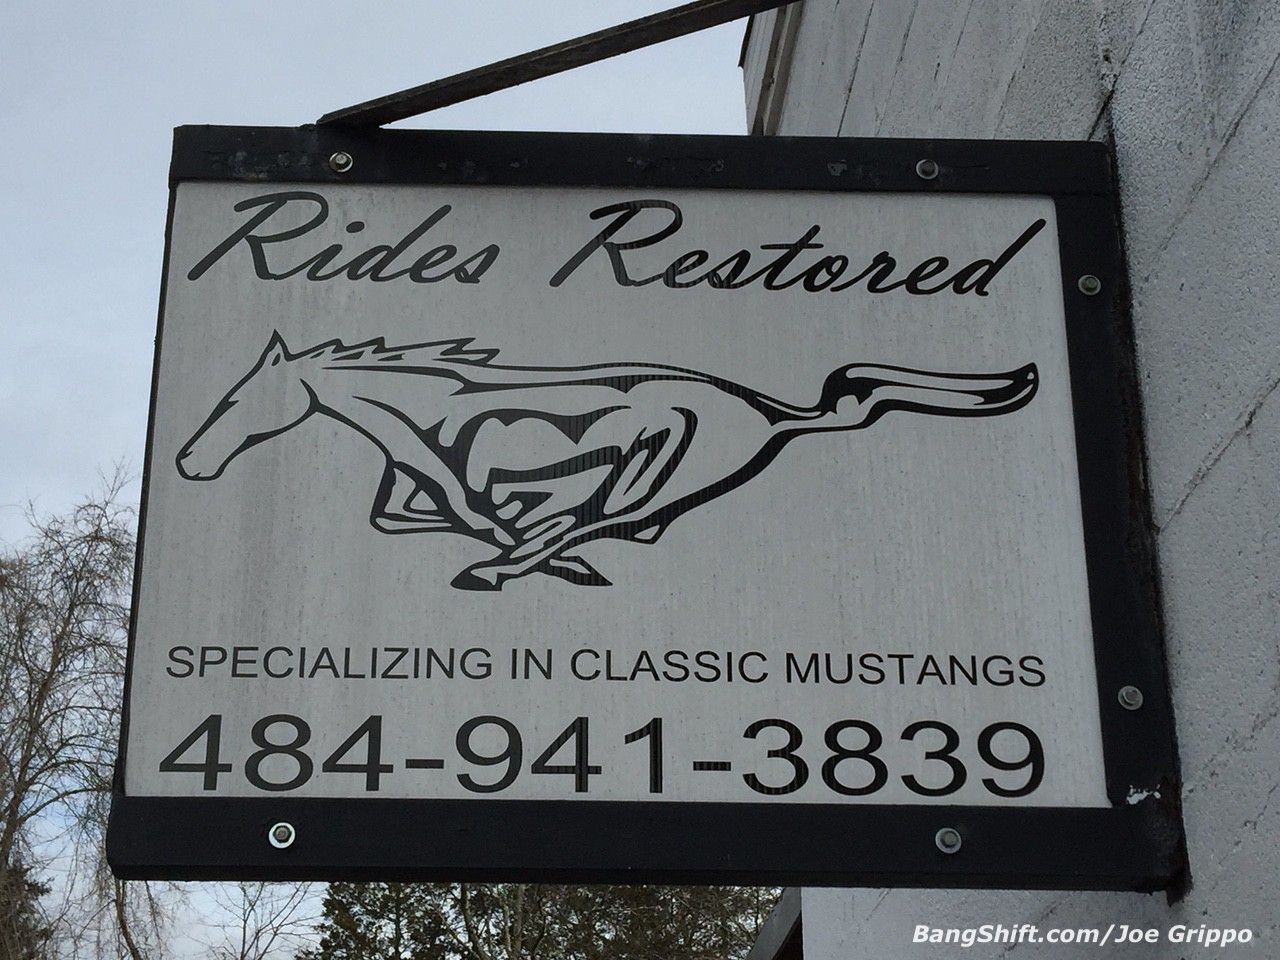 Rides Restored
SPECIALIZING IN CLASSIC MUSTANGS
484-941-3839
BangShift.com/Joe Grippo